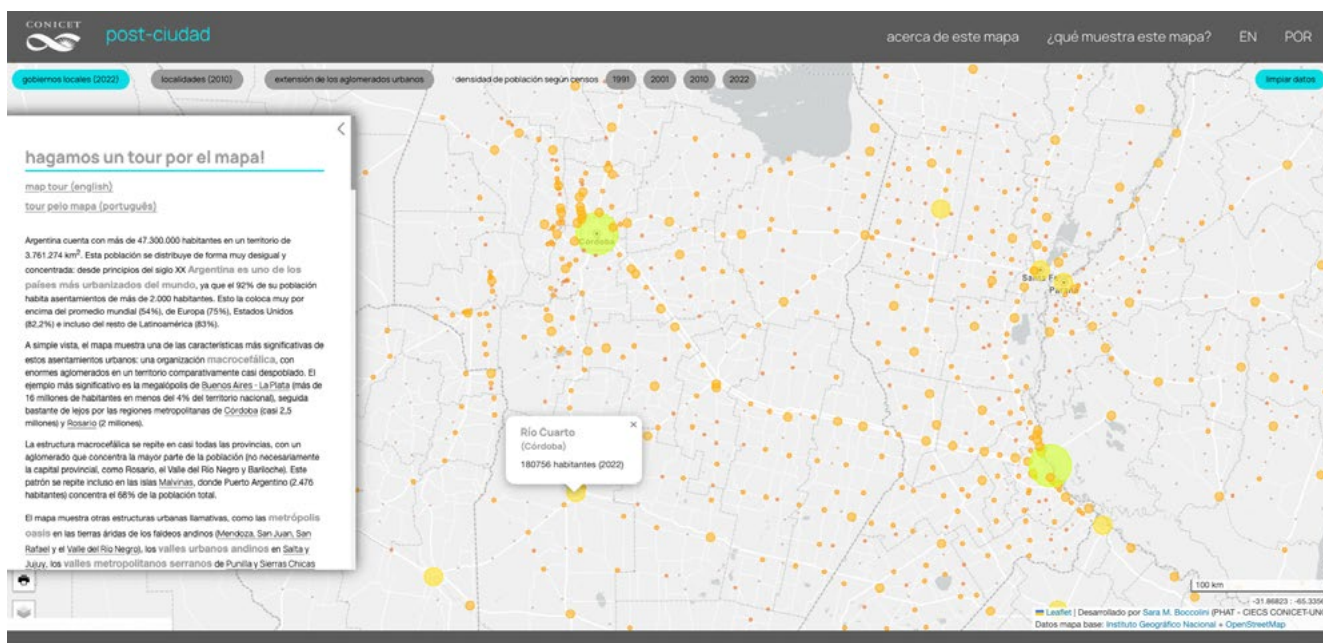 CONICET
post-ciudad
acerca de este mapa
¿qué muestra este mapa?
EN
POR
gobiernos locales (2022)
localidades (2010)
extensión de los aglomerados urbanos
densidad de población según censos
1991
2001
2010
2022
limpiar datos
hagamos un tour por el mapa!
map tour (english)
tour pelo mapa (português)
Argentina cuenta con más de 47.300.000 habitantes en un territorio de
3.761.274 km². Esta población se distribuye de forma muy desigual y
concentrada: desde principios del siglo XX Argentina es uno de los
países más urbanizados del mundo, ya que el 92% de su población
habita asentamientos de más de 2.000 habitantes. Esto la coloca muy por
encima del promedio mundial (54%), de Europa (75%), Estados Unidos
(82,2%) e incluso del resto de Latinoamérica (83%).
A simple vista, el mapa muestra una de las características más significativas de
estos asentamientos urbanos: una organización macrocefálica, con
enormes aglomerados en un territorio comparativamente casi despoblado. El
ejemplo más significativo es la megalópolis de Buenos Aires - La Plata (más de
16 millones de habitantes en menos del 4% del territorio nacional), seguida
bastante de lejos por las regiones metropolitanas de Córdoba (casi 2,5
millones) y Rosario (2 millones).
La estructura macrocefálica se repite en casi todas las provincias, con un
aglomerado que concentra la mayor parte de la población (no necesariamente
la capital provincial, como Rosario, el Valle del Río Negro y Bariloche). Este
patrón se repite incluso en las islas Malvinas, donde Puerto Argentino (2.476
habitantes) concentra el 68% de la población total.
El mapa muestra otras estructuras urbanas llamativas, como las metrópolis
oasis en las tierras áridas de los faldeos andinos (Mendoza, San Juan, San
Rafael y el Valle del Río Negro), los valles urbanos andinos en Salta y
Jujuy, los valles metropolitanos serranos de Punilla y Sierras Chicas
Córdoba
Santa Fe
Paraná
Río Cuarto
(Córdoba)
180756 habitantes (2022)
100 km
-31.86823 : -65.3356
Leaflet | Desarrollado por Sara M. Boccolini (PHAT - CIECS CONICET-UNC
Datos mapa base: Instituto Geográfico Nacional + OpenStreetMap